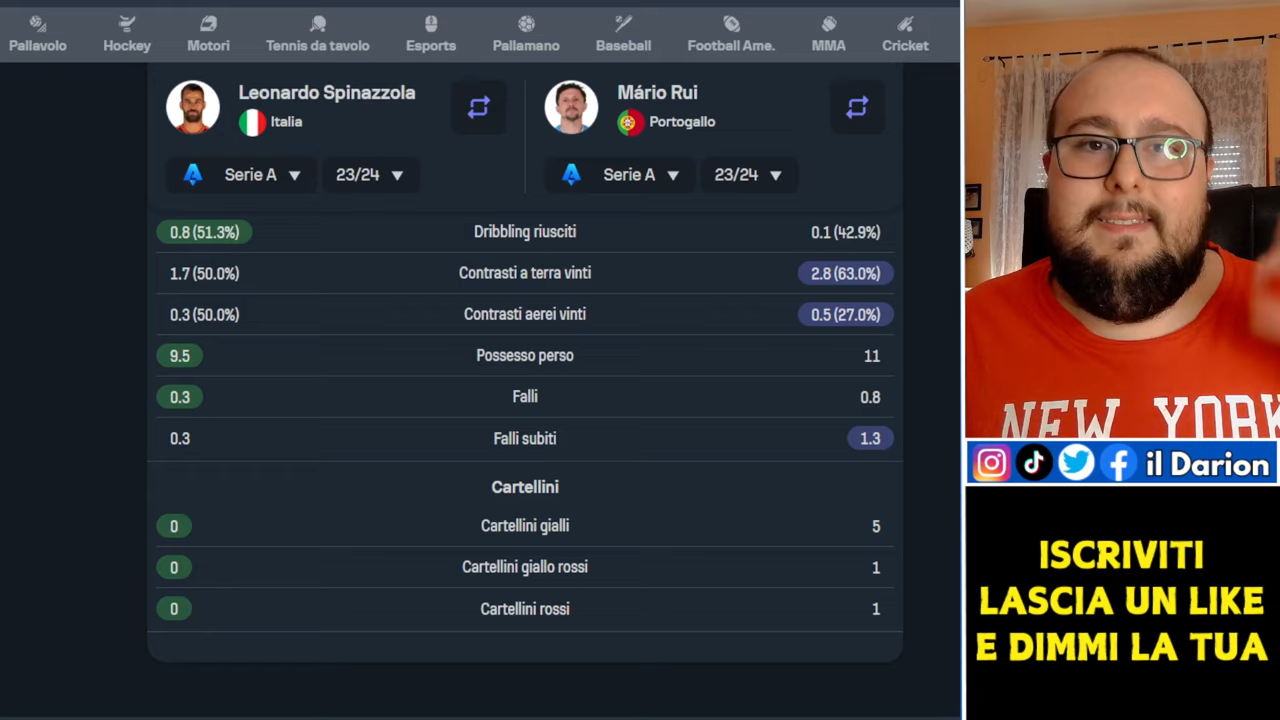 Pallavolo Hockey Motori Tennis da tavolo Esports Pallamano Baseball Football Ame. MMA Cricket
Leonardo Spinazzola Mário Rui
Italia Portogallo
Serie A 23/24 Serie A 23/24
0.8 (51.3%) Dribbling riusciti 0.1 (42.9%)
1.7 (50.0%) Contrasti a terra vinti 2.8 (63.0%)
0.3 (50.0%) Contrasti aerei vinti 0.5 (27.0%)
9.5 Possesso perso 11
0.3 Falli 0.8
0.3 Falli subiti 1.3
Cartellini
0 Cartellini gialli 5
0 Cartellini giallo rossi 1
0 Cartellini rossi 1
NEW YORK
il Darion
ISCRIVITI
LASCIA UN LIKE
E DIMMI LA TUA